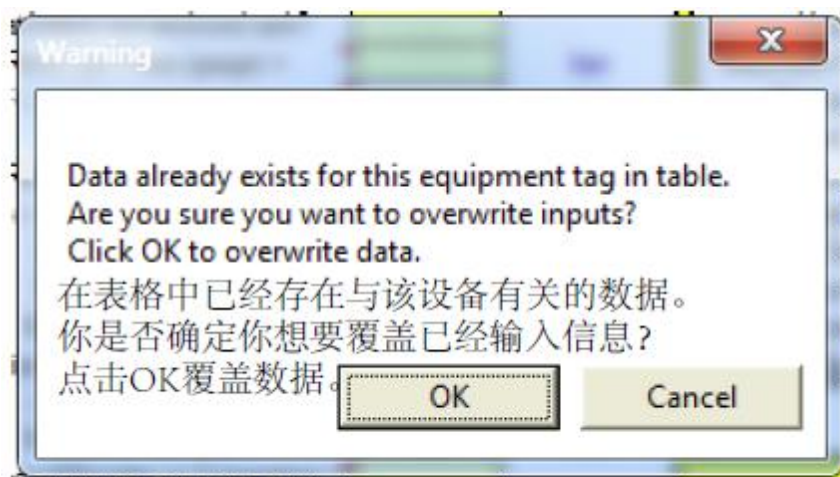 Warning
Data already exists for this equipment tag in table.
Are you sure you want to overwrite inputs?
Click OK to overwrite data.
在表格中已经存在与该设备有关的数据。
你是否确定你想要覆盖已经输入信息?
点击OK覆盖数据。
OK
Cancel